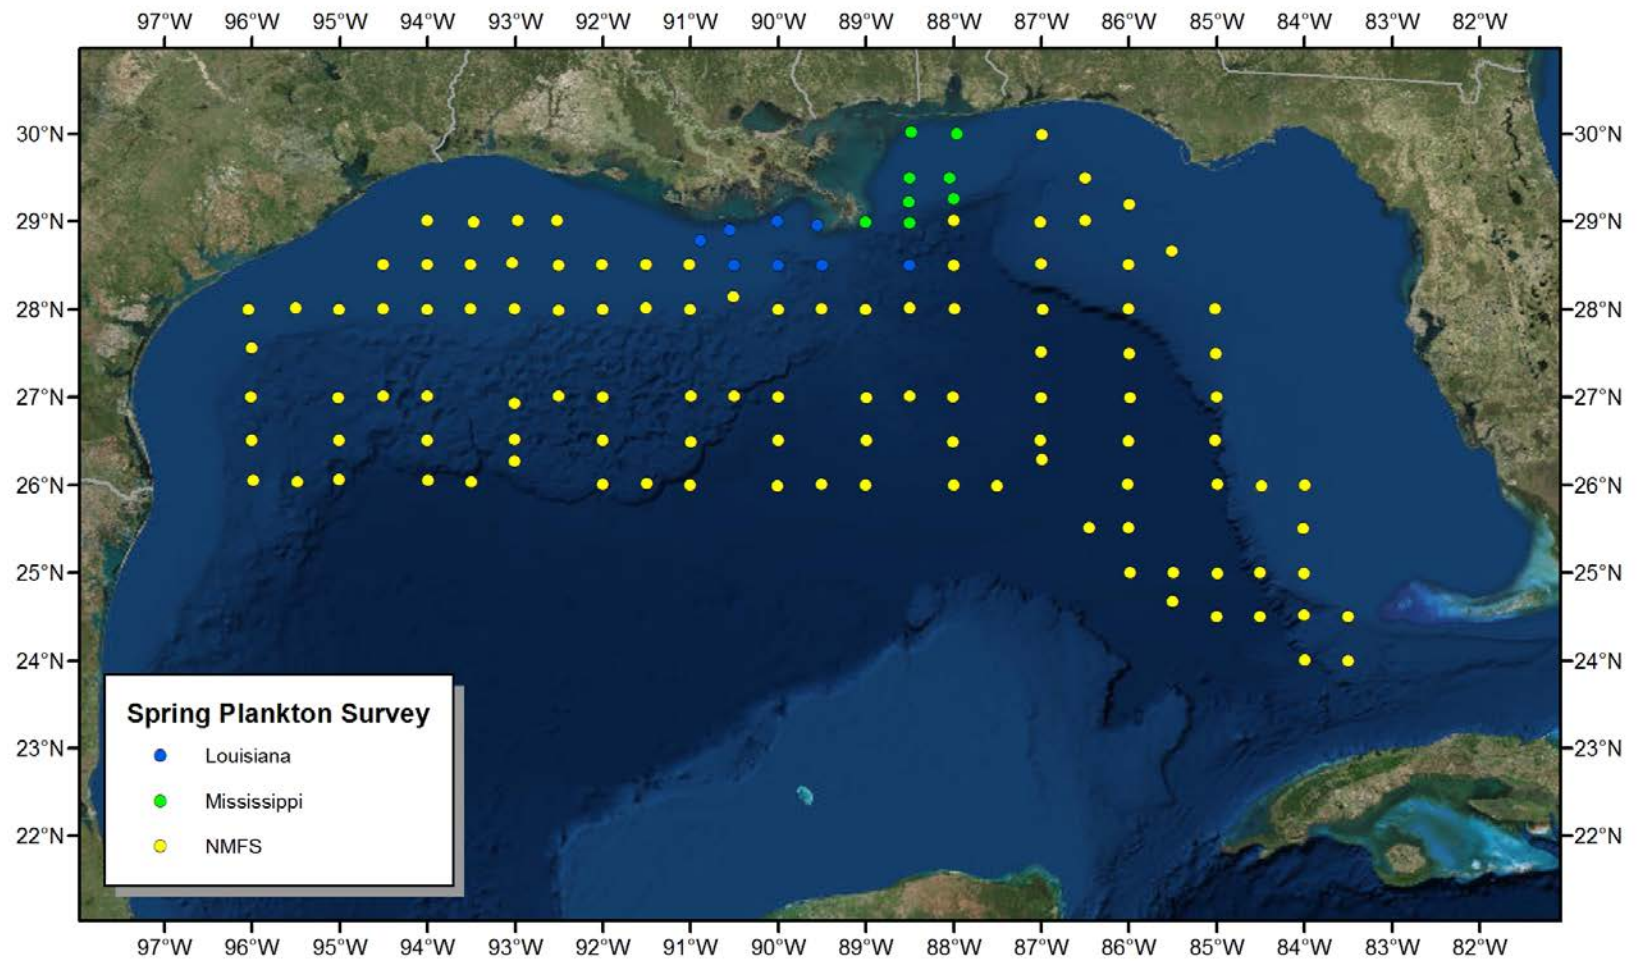 97°W 96°W 95°W 94°W 93°W 92°W 91°W 90°W 89°W 88°W 87°W 86°W 85°W 84°W 83°W 82°W
30°N 30°N
29°N 29°N
28°N 28°N
27°N 27°N
26°N 26°N
25°N 25°N
24°N 24°N
23°N 23°N
22°N 22°N
Spring Plankton Survey
Louisiana
Mississippi
NMFS
97°W 96°W 95°W 94°W 93°W 92°W 91°W 90°W 89°W 88°W 87°W 86°W 85°W 84°W 83°W 82°W